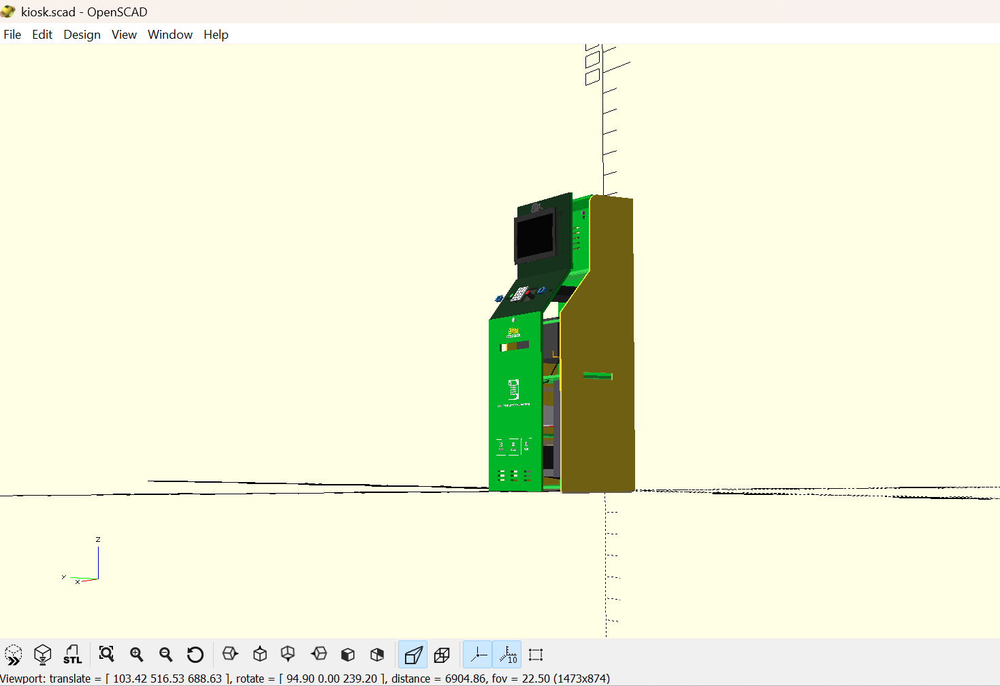 kiosk.scad - OpenSCAD
File Edit Design View Window Help
z
y
x
STL
10
Viewport: translate = [ 103.42 516.53 688.63 ], rotate = [ 94.90 0.00 239.20 ], distance = 6904.86, fov = 22.50 (1473x874)